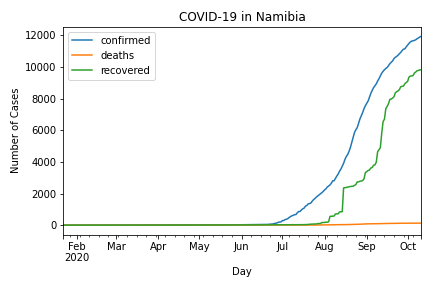 COVID-19 in Namibia
confirmed
deaths
recovered
12000
10000
8000
6000
4000
2000
0
Number of Cases
Feb Mar Apr May Jun Jul Aug Sep Oct
2020
Day